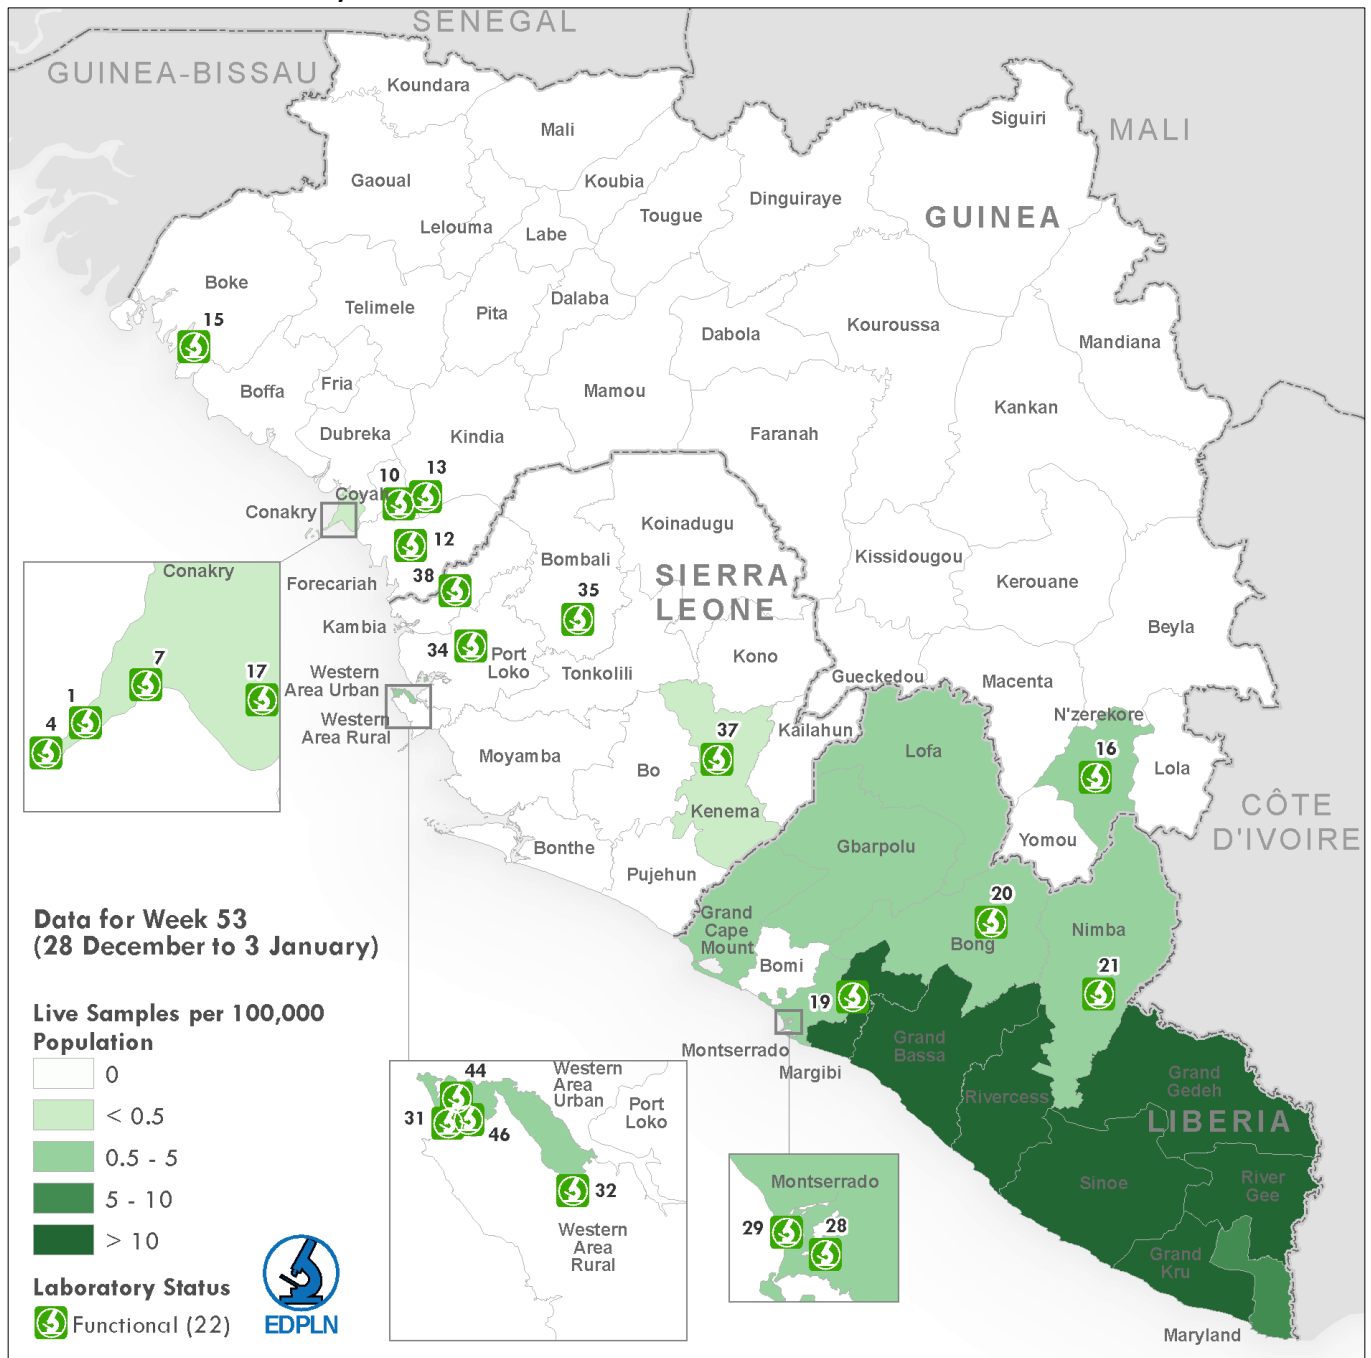 SENEGAL
GUINEA-BISSAU
MALI
Koundara
Mali
Siguiri
Gaoual
Koubia
Dinguiraye
Tougue
GUINEA
Lelouma
Labe
Boke
Telimele
Pita
Dalaba
Dabola
Kouroussa
Mandiana
15
Boffa
Fria
Mamou
Kankan
Dubreka
Kindia
Faranah
10
13
Coyah
Conakry
12
Koinadugu
Forecariah
38
Bombali
35
SIERRA
LEONE
Kissidougou
Kerouane
Kambia
34
Port
Loko
Tonkolili
Kono
Beyla
Western
Area Urban
Western
Area Rural
Gueckedou
Macenta
N'zerekore
16
Lola
Moyamba
Bo
37
Kailahun
Kenema
Lofa
CÔTE
D'IVOIRE
Bonthe
Pujehun
Gbarpolu
Yomou
Grand
Cape
Mount
Bomi
20
Bong
Nimba
21
19
Montserrado
Margibi
Grand
Bassa
Rivercess
Grand
Gedeh
LIBERIA
Sinoe
River
Gee
Grand
Kru
Maryland
Conakry
7
17
1
4
Data for Week 53
(28 December to 3 January)
Live Samples per 100,000
Population
0
< 0.5
0.5 - 5
5 - 10
> 10
Laboratory Status
Functional (22)
EDPLN
44
Western
Area
Urban
Port
Loko
31
46
32
Western
Area
Rural
Montserrado
29
28